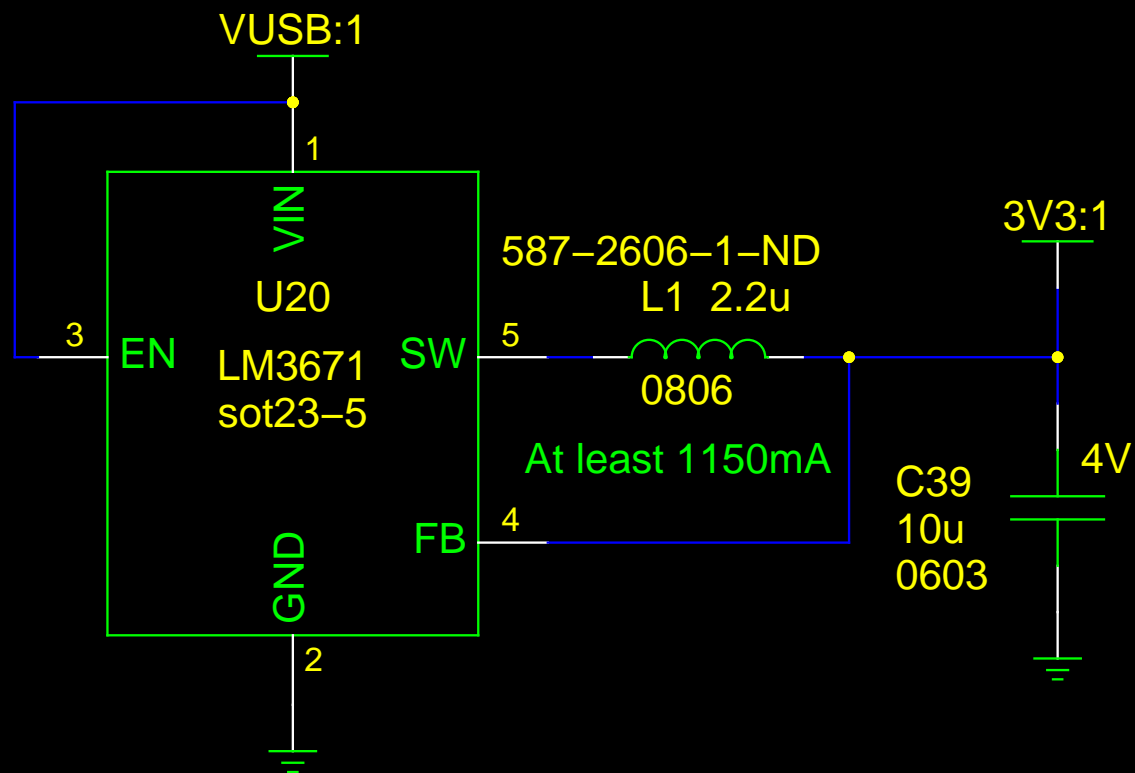 VUSB:1
1
VIN
3V3:1
587−2606−1−ND
U20
L1 2.2u
3
EN
SW
5
LM3671
sot23−5
0806
At least 1150mA
4V
C39
10u
0603
FB
4
GND
2